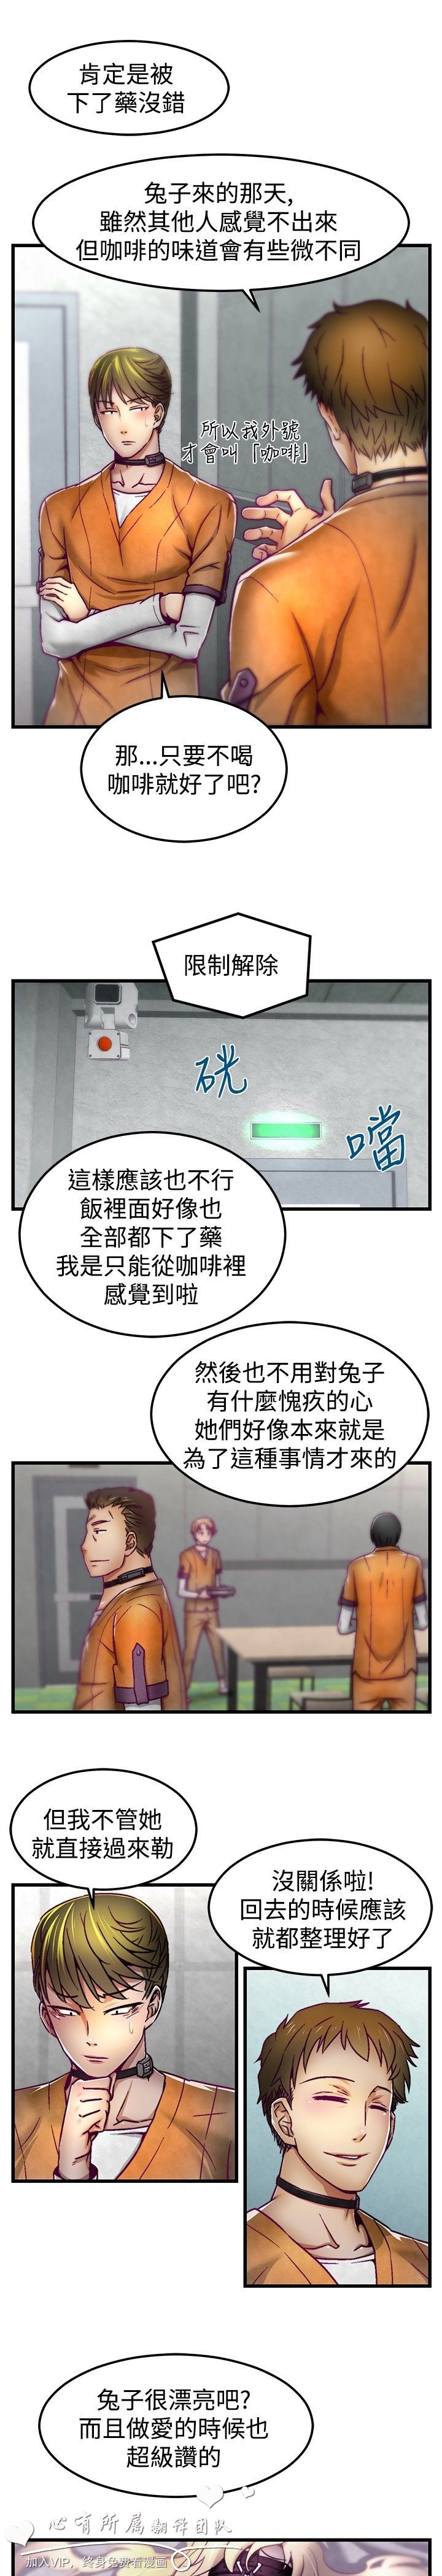 肯定是被
下了藥沒錯
兔子來的那天,
雖然其他人感覺不出來
但咖啡的味道會有些微不同
所以我外號
才會叫「咖啡」
那...只要不喝
咖啡就好了吧?
限制解除
硄
噹
這樣應該也不行
飯裡面好像也
全部都下了藥
我是只能從咖啡裡
感覺到啦
然後也不用對兔子
有什麼愧疚的心
她們好像本來就是
為了這種事情才來的
但我不管她
就直接過來勒
沒關係啦!
回去的時候應該
就都整理好了
兔子很漂亮吧?
而且做愛的時候也
超級讚的
心有所属翻译团队
加入VIP，终身免费看漫画